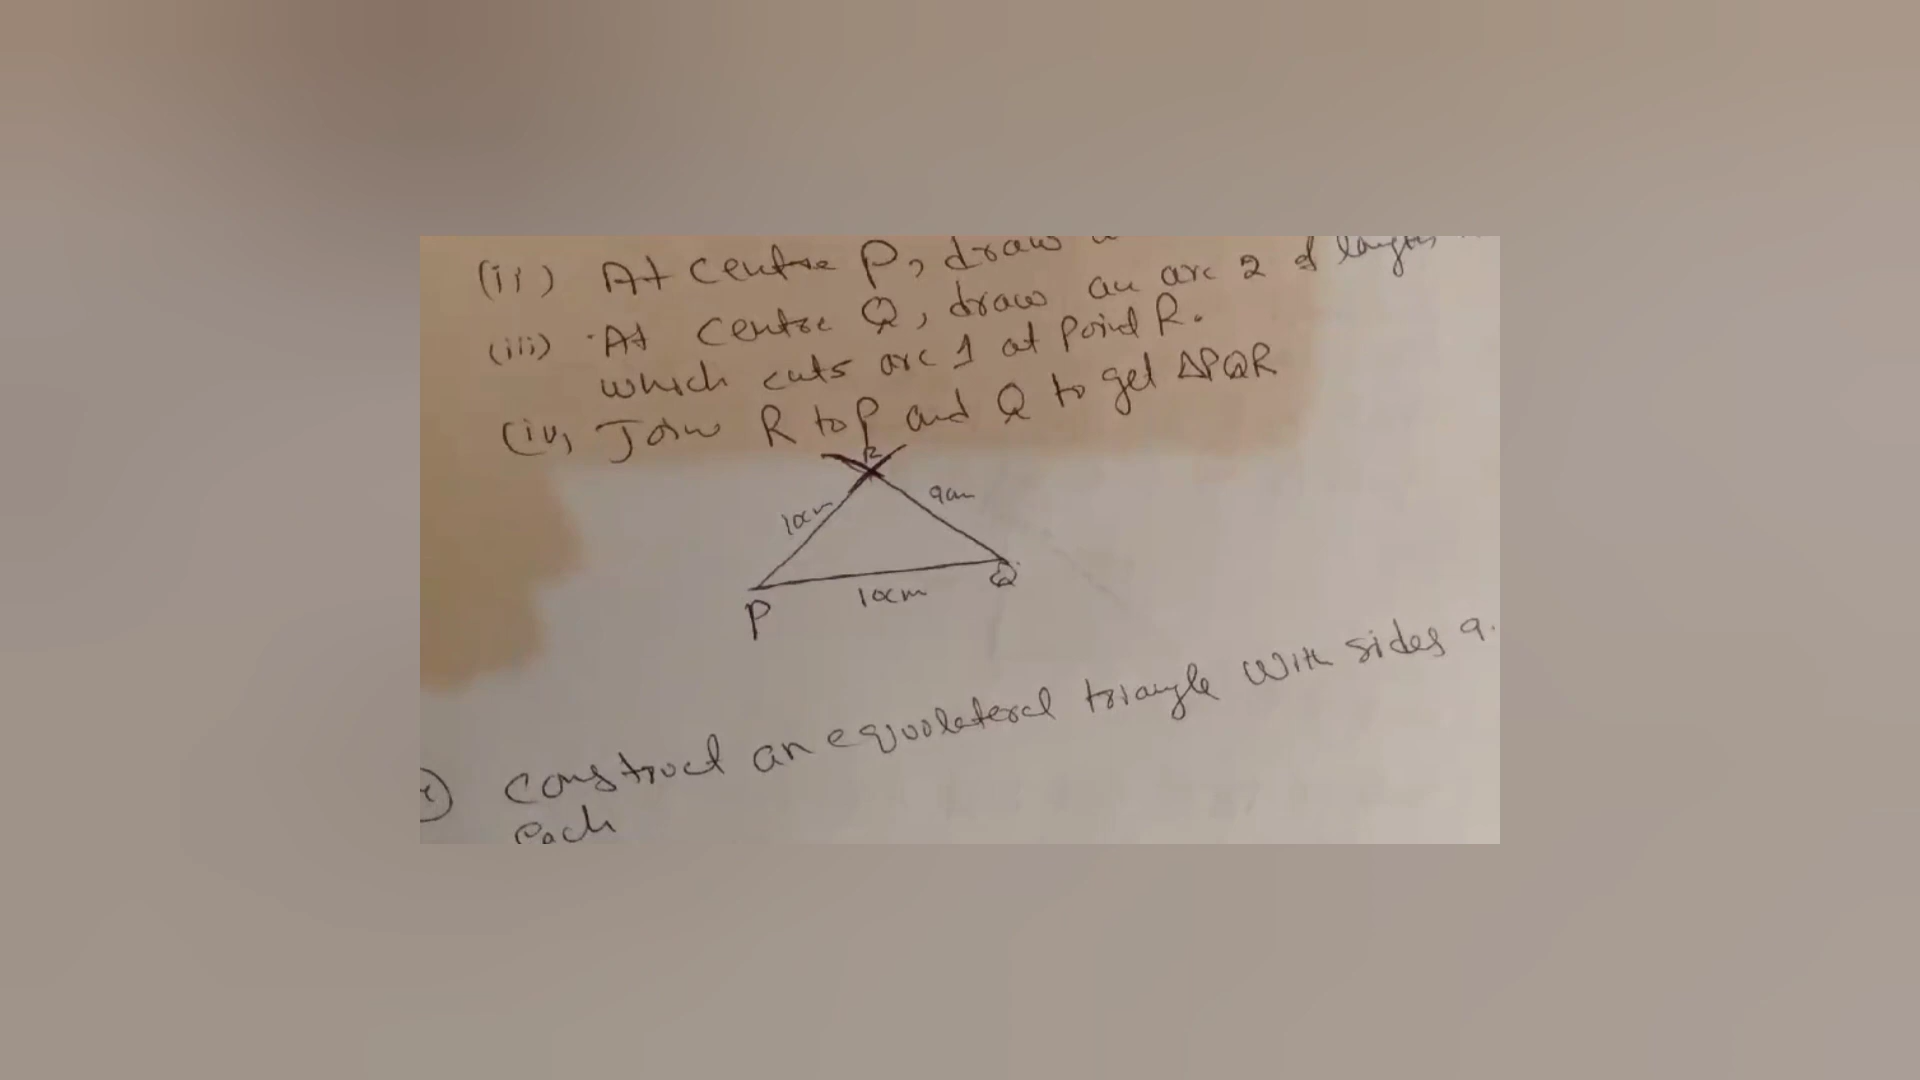 (ii) At centre P, draw
(iii) At centre Q, draw an arc 2 of length
which cuts arc 1 at point R.
(iv) Join R to P and Q to get ΔPQR
R
10cm
9cm
P
Q
10cm
construct an equilateral triangle with sides 9.
each